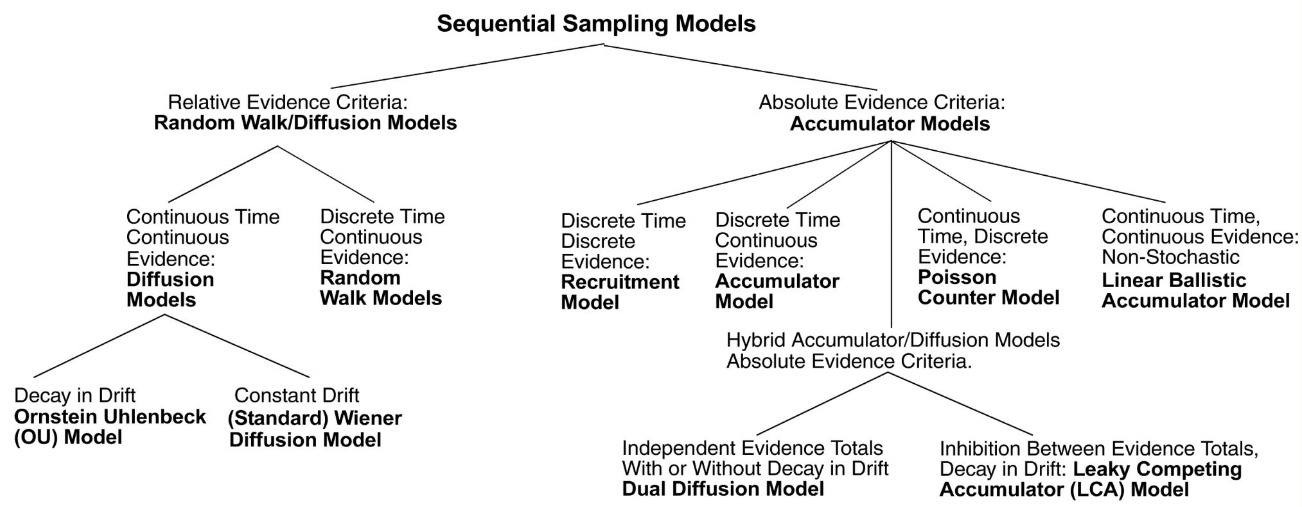 Sequential Sampling Models
Relative Evidence Criteria:
Random Walk/Diffusion Models
Absolute Evidence Criteria:
Accumulator Models
Continuous Time
Continuous
Evidence:
Diffusion
Models
Discrete Time
Continuous
Evidence:
Random
Walk Models
Discrete Time
Discrete
Evidence:
Recruitment
Model
Discrete Time
Continuous
Evidence:
Accumulator
Model
Continuous
Time, Discrete
Evidence:
Poisson
Counter Model
Continuous Time,
Continuous Evidence:
Non-Stochastic
Linear Ballistic
Accumulator Model
Decay in Drift
Ornstein Uhlenbeck
(OU) Model
Constant Drift
(Standard) Wiener
Diffusion Model
Hybrid Accumulator/Diffusion Models
Absolute Evidence Criteria.
Independent Evidence Totals
With or Without Decay in Drift
Dual Diffusion Model
Inhibition Between Evidence Totals,
Decay in Drift: Leaky Competing
Accumulator (LCA) Model